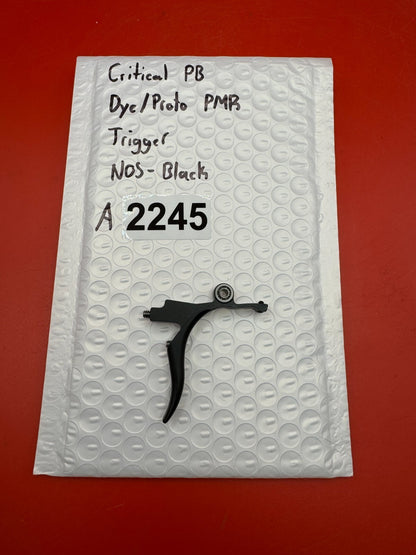 Critical PB
Dye/Proto PMR
Trigger
NOS-Black
A 2245